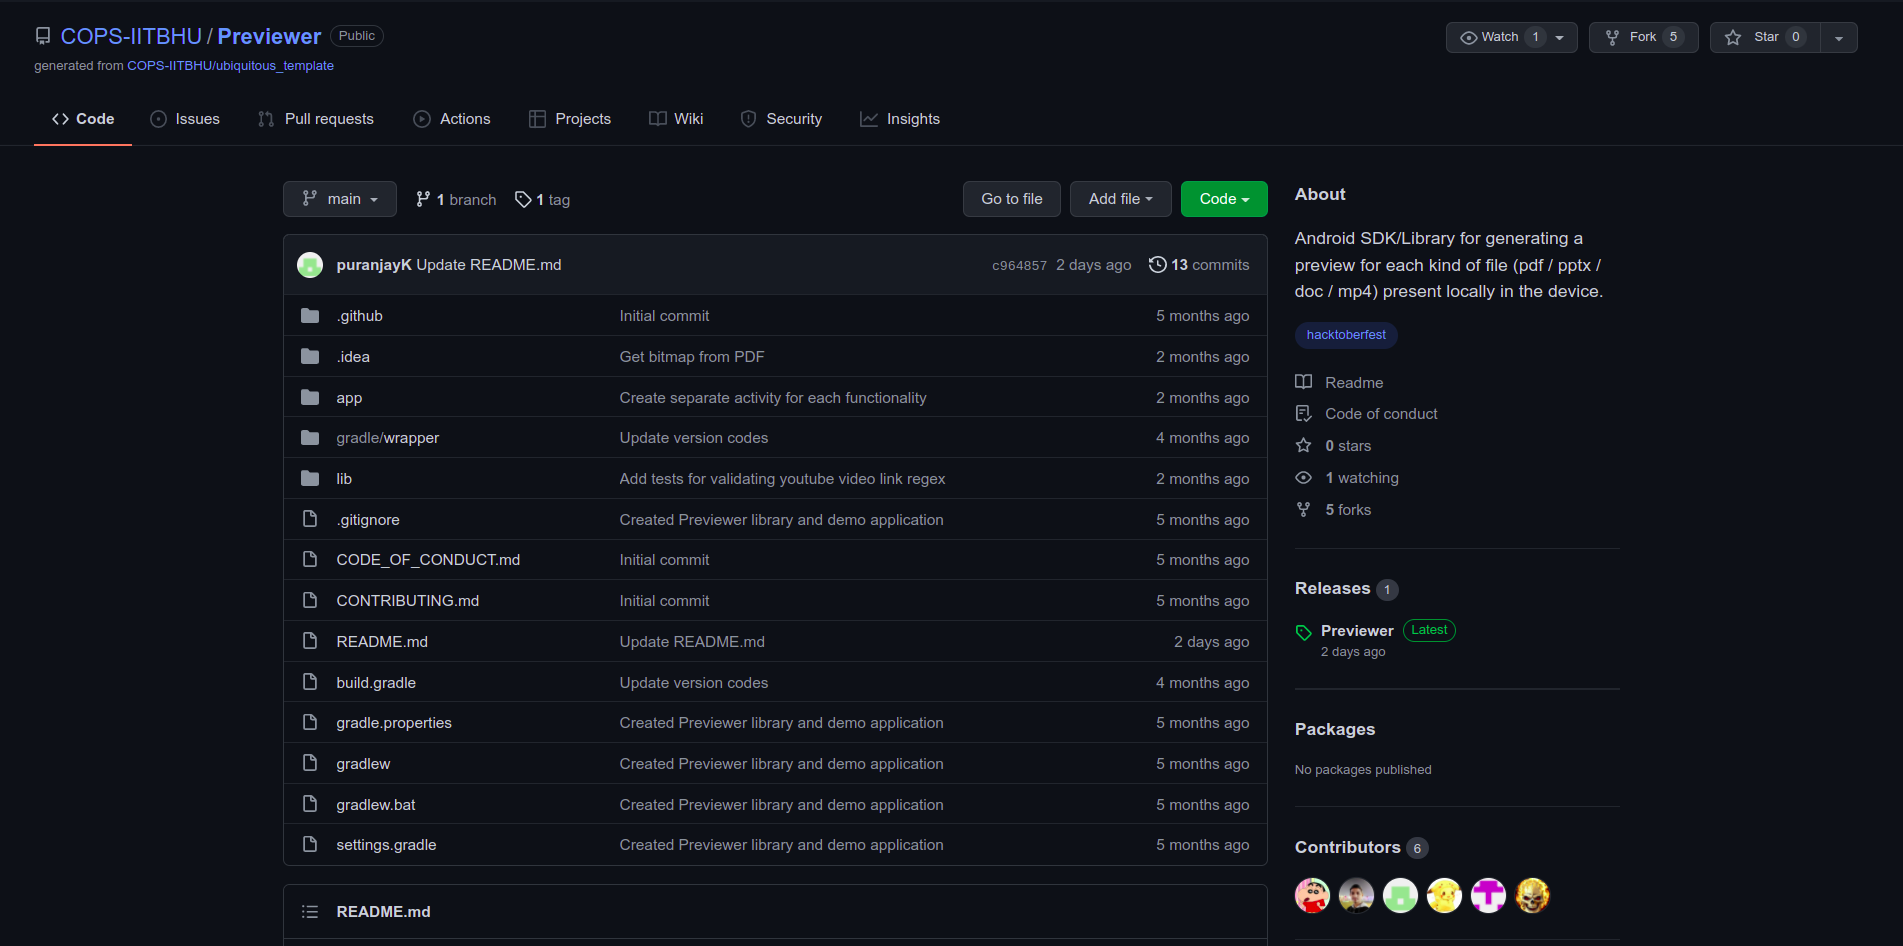 COPS-IITBHU / Previewer Public
Watch 1
Fork 5
Star 0
generated from COPS-IITBHU/ubiquitous_template
Code
Issues
Pull requests
Actions
Projects
Wiki
Security
Insights
main
1 branch
1 tag
Go to file
Add file
Code
puranjayK Update README.md c964857 2 days ago 13 commits
.github Initial commit 5 months ago
.idea Get bitmap from PDF 2 months ago
app Create separate activity for each functionality 2 months ago
gradle/wrapper Update version codes 4 months ago
lib Add tests for validating youtube video link regex 2 months ago
.gitignore Created Previewer library and demo application 5 months ago
CODE_OF_CONDUCT.md Initial commit 5 months ago
CONTRIBUTING.md Initial commit 5 months ago
README.md Update README.md 2 days ago
build.gradle Update version codes 4 months ago
gradle.properties Created Previewer library and demo application 5 months ago
gradlew Created Previewer library and demo application 5 months ago
gradlew.bat Created Previewer library and demo application 5 months ago
settings.gradle Created Previewer library and demo application 5 months ago
README.md
About
Android SDK/Library for generating a
preview for each kind of file (pdf / pptx /
doc / mp4) present locally in the device.
hacktoberfest
Readme
Code of conduct
0 stars
1 watching
5 forks
Releases 1
Previewer Latest
2 days ago
Packages
No packages published
Contributors 6